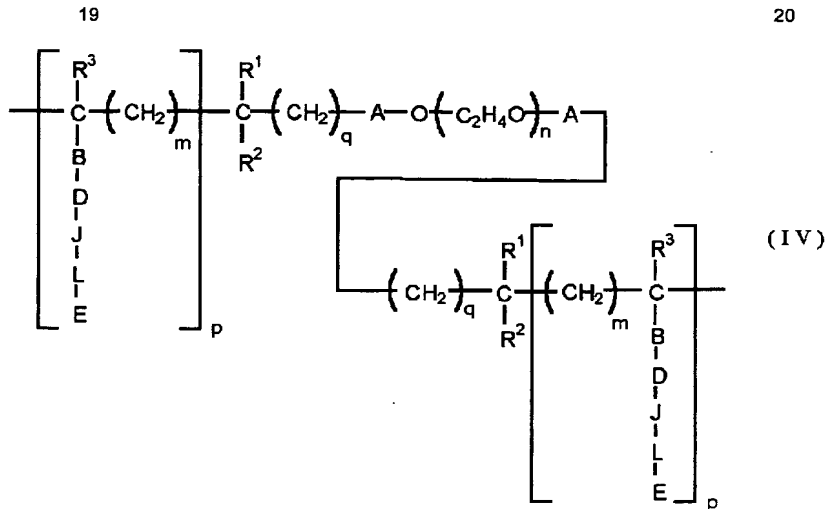 19 20
R³ R¹
C (CH₂)m C (CH₂)q A O (C₂H₄O)n A
B R²
D
J
L
E
p
(IV)
R¹ R³
(CH₂)q C (CH₂)m C
R² B
D
J
L
E
p